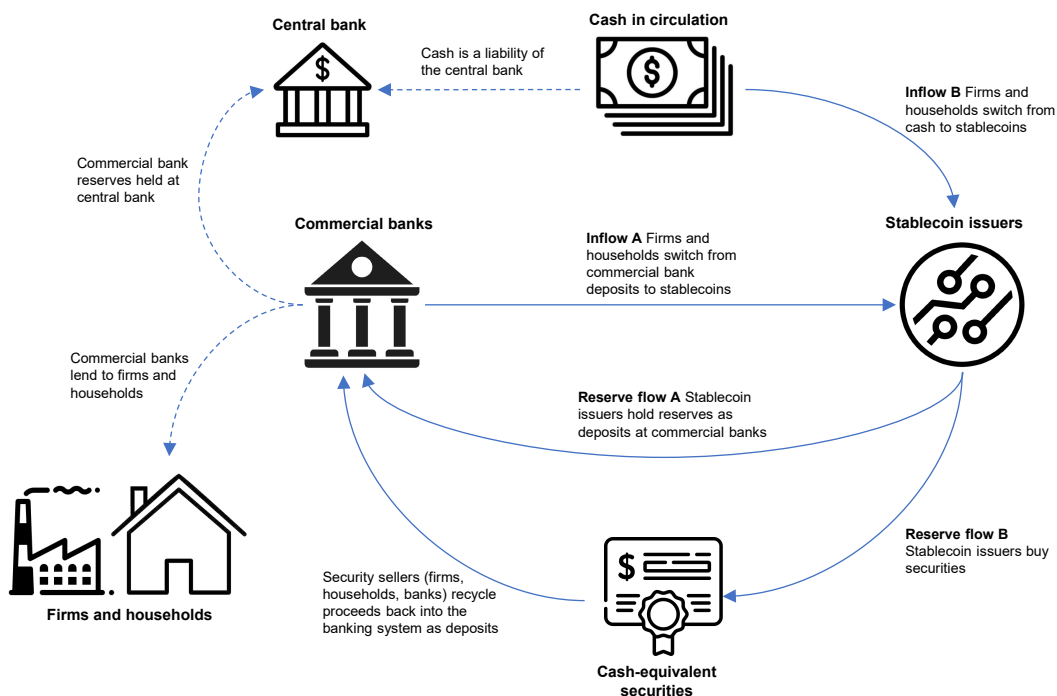 Central bank
$
Cash is a liability of
the central bank
Cash in circulation
$
Inflow B Firms and
households switch from
cash to stablecoins
Commercial bank
reserves held at
central bank
Commercial banks
Inflow A Firms and
households switch from
commercial bank
deposits to stablecoins
Stablecoin issuers
Commercial banks
lend to firms and
households
Reserve flow A Stablecoin
issuers hold reserves as
deposits at commercial banks
Firms and households
Security sellers (firms,
households, banks) recycle
proceeds back into the
banking system as deposits
$
Cash-equivalent
securities
Reserve flow B
Stablecoin issuers buy
securities